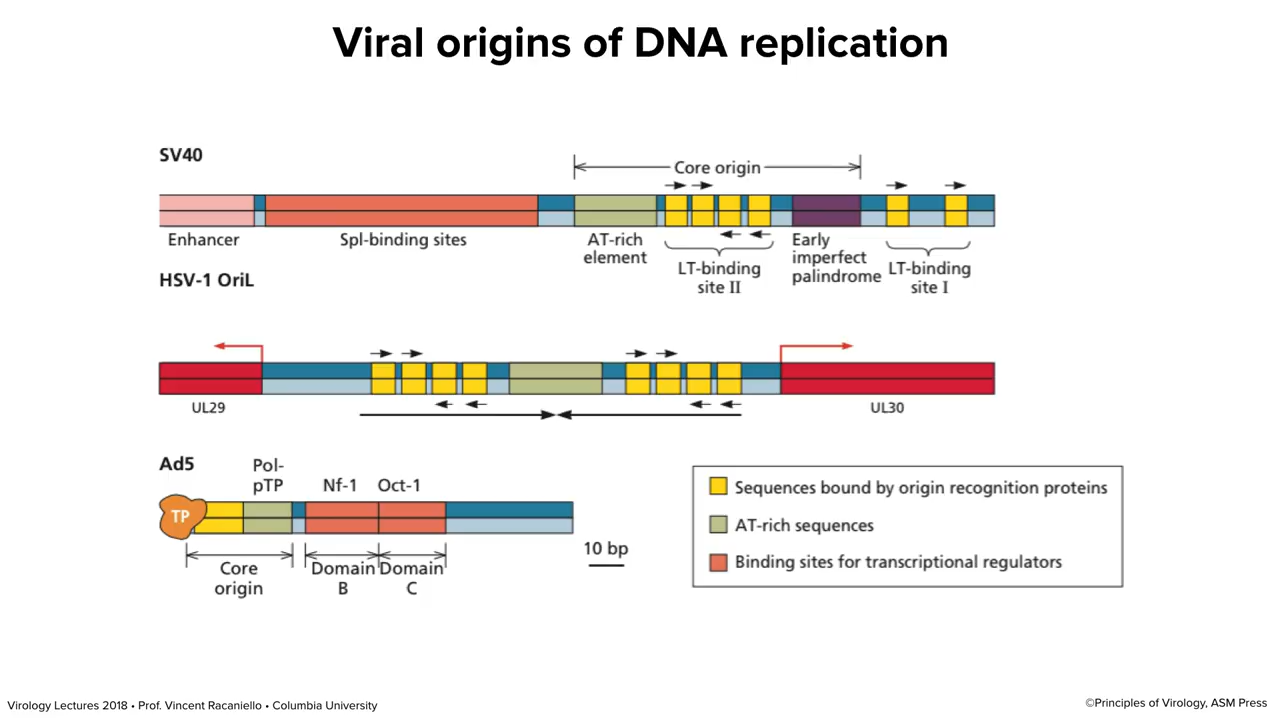 Viral origins of DNA replication
SV40
Core origin
Enhancer
Spl-binding sites
AT-rich
element
LT-binding
site II
Early
imperfect
palindrome
LT-binding
site I
HSV-1 OriL
UL29
UL30
Ad5
Pol-
pTP
Nf-1
Oct-1
TP
Core
origin
Domain
B
Domain
C
10 bp
Sequences bound by origin recognition proteins
AT-rich sequences
Binding sites for transcriptional regulators
Virology Lectures 2018 • Prof. Vincent Racaniello • Columbia University
©Principles of Virology, ASM Press